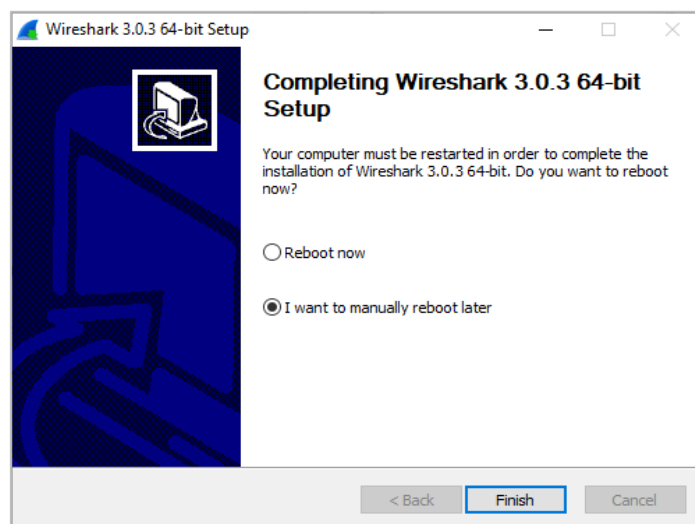 Wireshark 3.0.3 64-bit Setup
Completing Wireshark 3.0.3 64-bit
Setup
Your computer must be restarted in order to complete the
installation of Wireshark 3.0.3 64-bit. Do you want to reboot
now?
Reboot now
I want to manually reboot later
< Back
Finish
Cancel